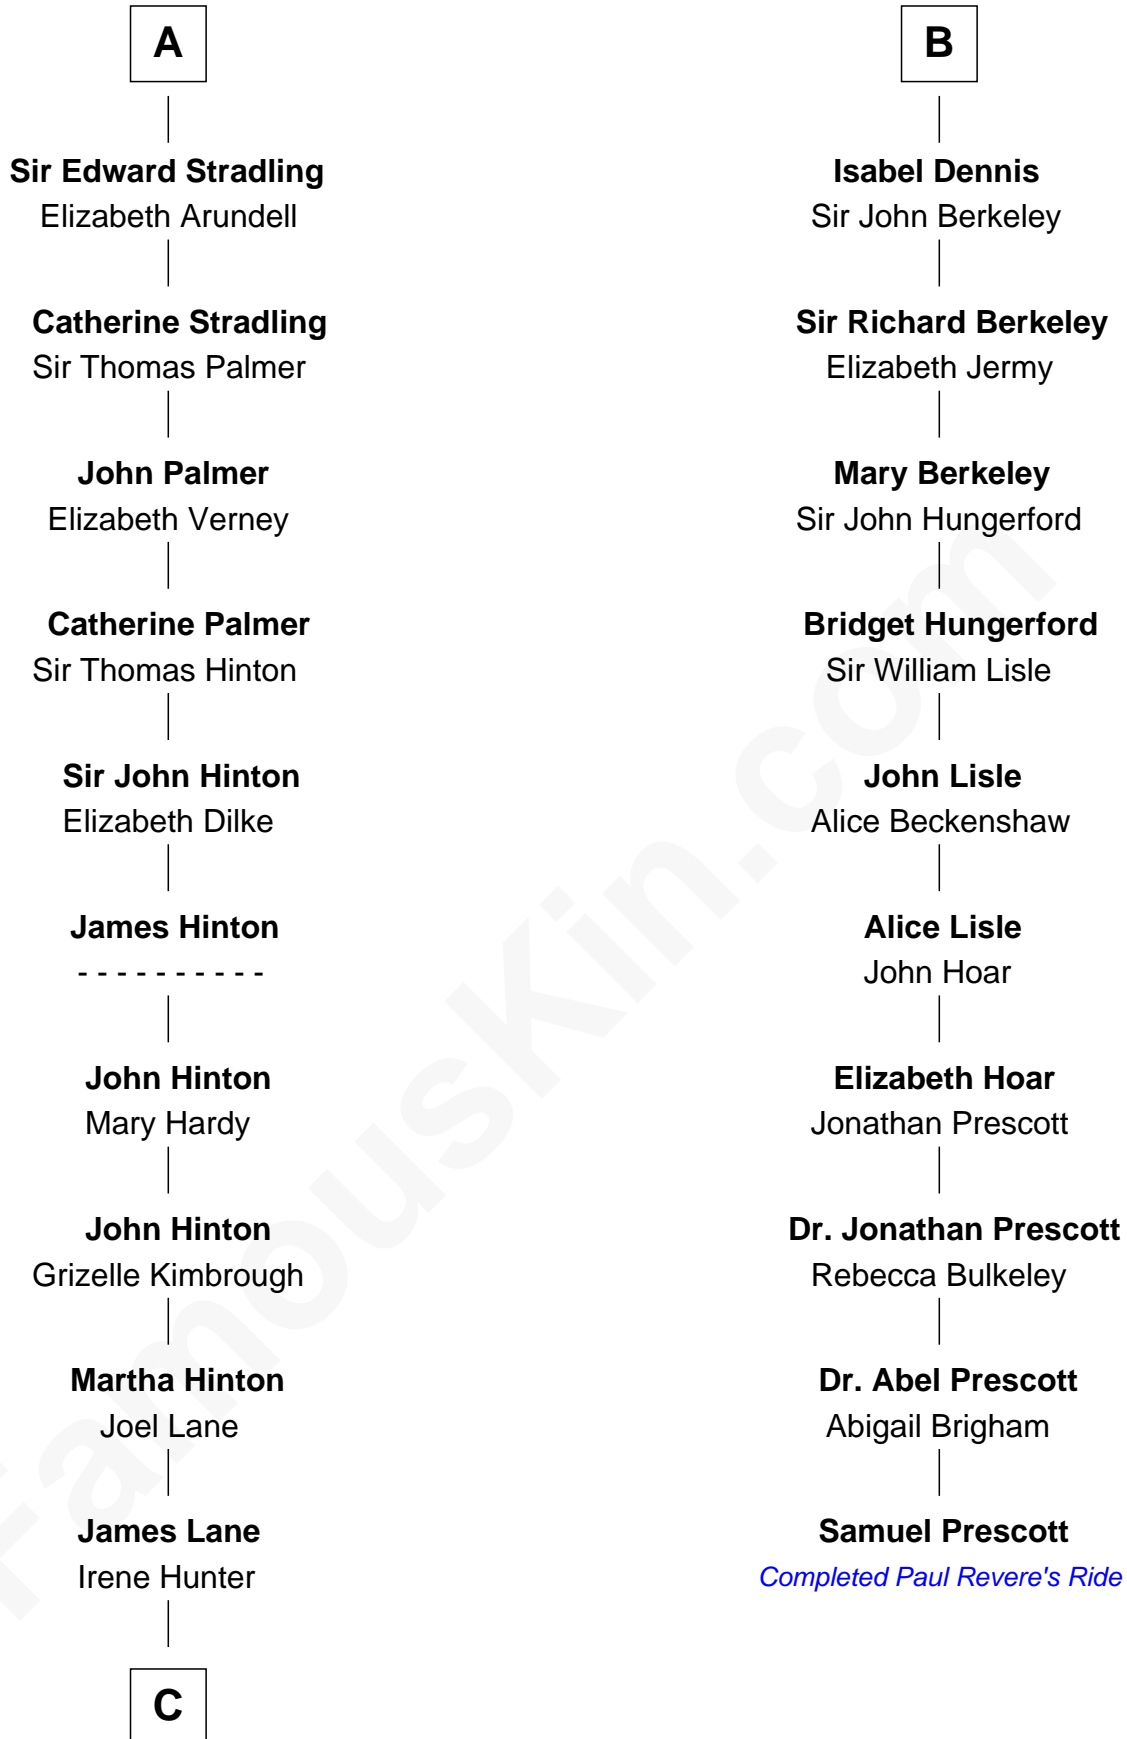 A
Sir Edward Stradling
Elizabeth Arundell
Catherine Stradling
Sir Thomas Palmer
John Palmer
Elizabeth Verney
Catherine Palmer
Sir Thomas Hinton
Sir John Hinton
Elizabeth Dilke
James Hinton
- - - - - - - - - -
John Hinton
Mary Hardy
John Hinton
Grizelle Kimbrough
Martha Hinton
Joel Lane
James Lane
Irene Hunter
C
B
Isabel Dennis
Sir John Berkeley
Sir Richard Berkeley
Elizabeth Jermy
Mary Berkeley
Sir John Hungerford
Bridget Hungerford
Sir William Lisle
John Lisle
Alice Beckenshaw
Alice Lisle
John Hoar
Elizabeth Hoar
Jonathan Prescott
Dr. Jonathan Prescott
Rebecca Bulkeley
Dr. Abel Prescott
Abigail Brigham
Samuel Prescott
Completed Paul Revere's Ride
FamousKin.com